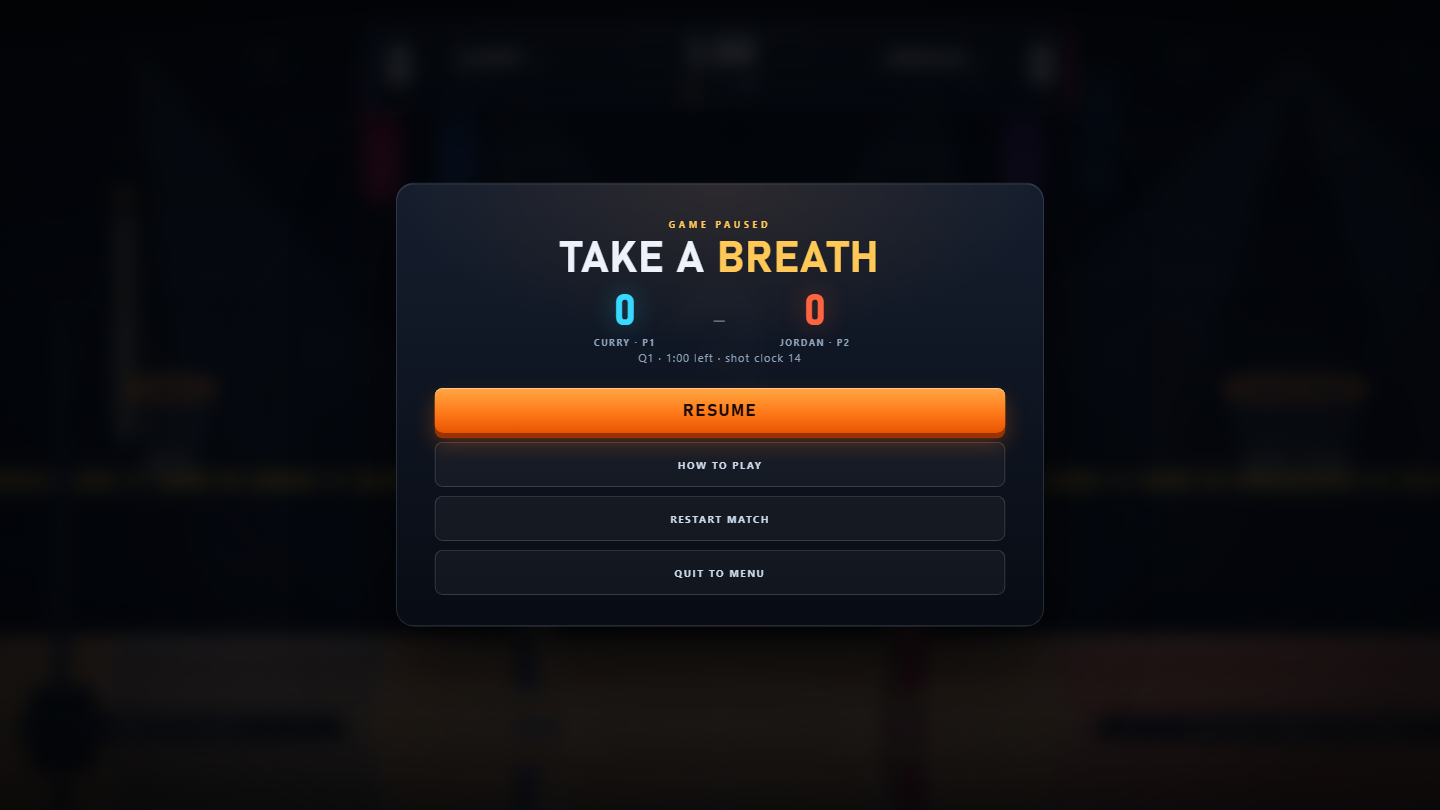 GAME PAUSED
TAKE A BREATH
0 – 0
CURRY · P1 JORDAN · P2
Q1 · 1:00 left · shot clock 14
RESUME
HOW TO PLAY
RESTART MATCH
QUIT TO MENU